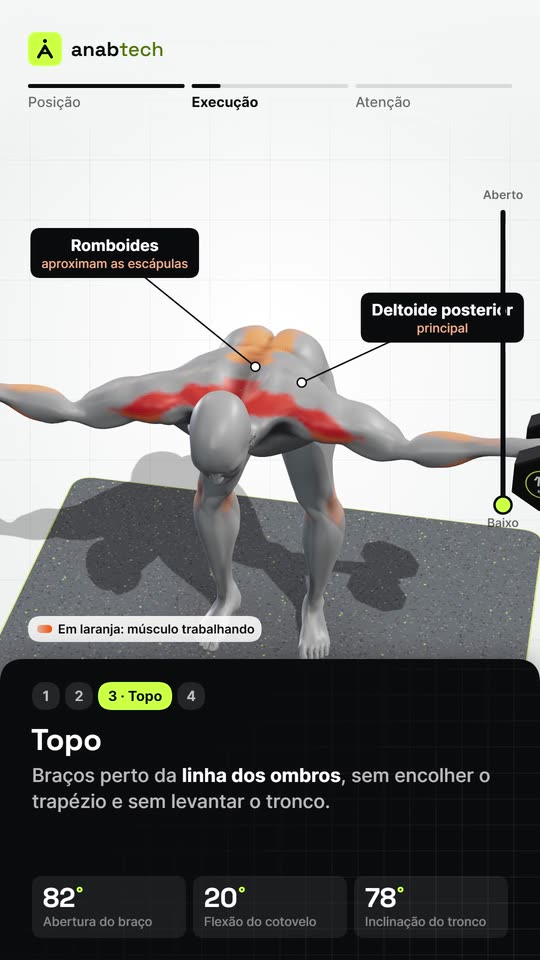 anabtech
Posição
Execução
Atenção
Aberto
Romboides
aproximam as escápulas
Deltoide posterior
principal
Baixo
Em laranja: músculo trabalhando
1
2
3 · Topo
4
Topo
Braços perto da linha dos ombros, sem encolher o
trapézio e sem levantar o tronco.
82°
Abertura do braço
20°
Flexão do cotovelo
78°
Inclinação do tronco